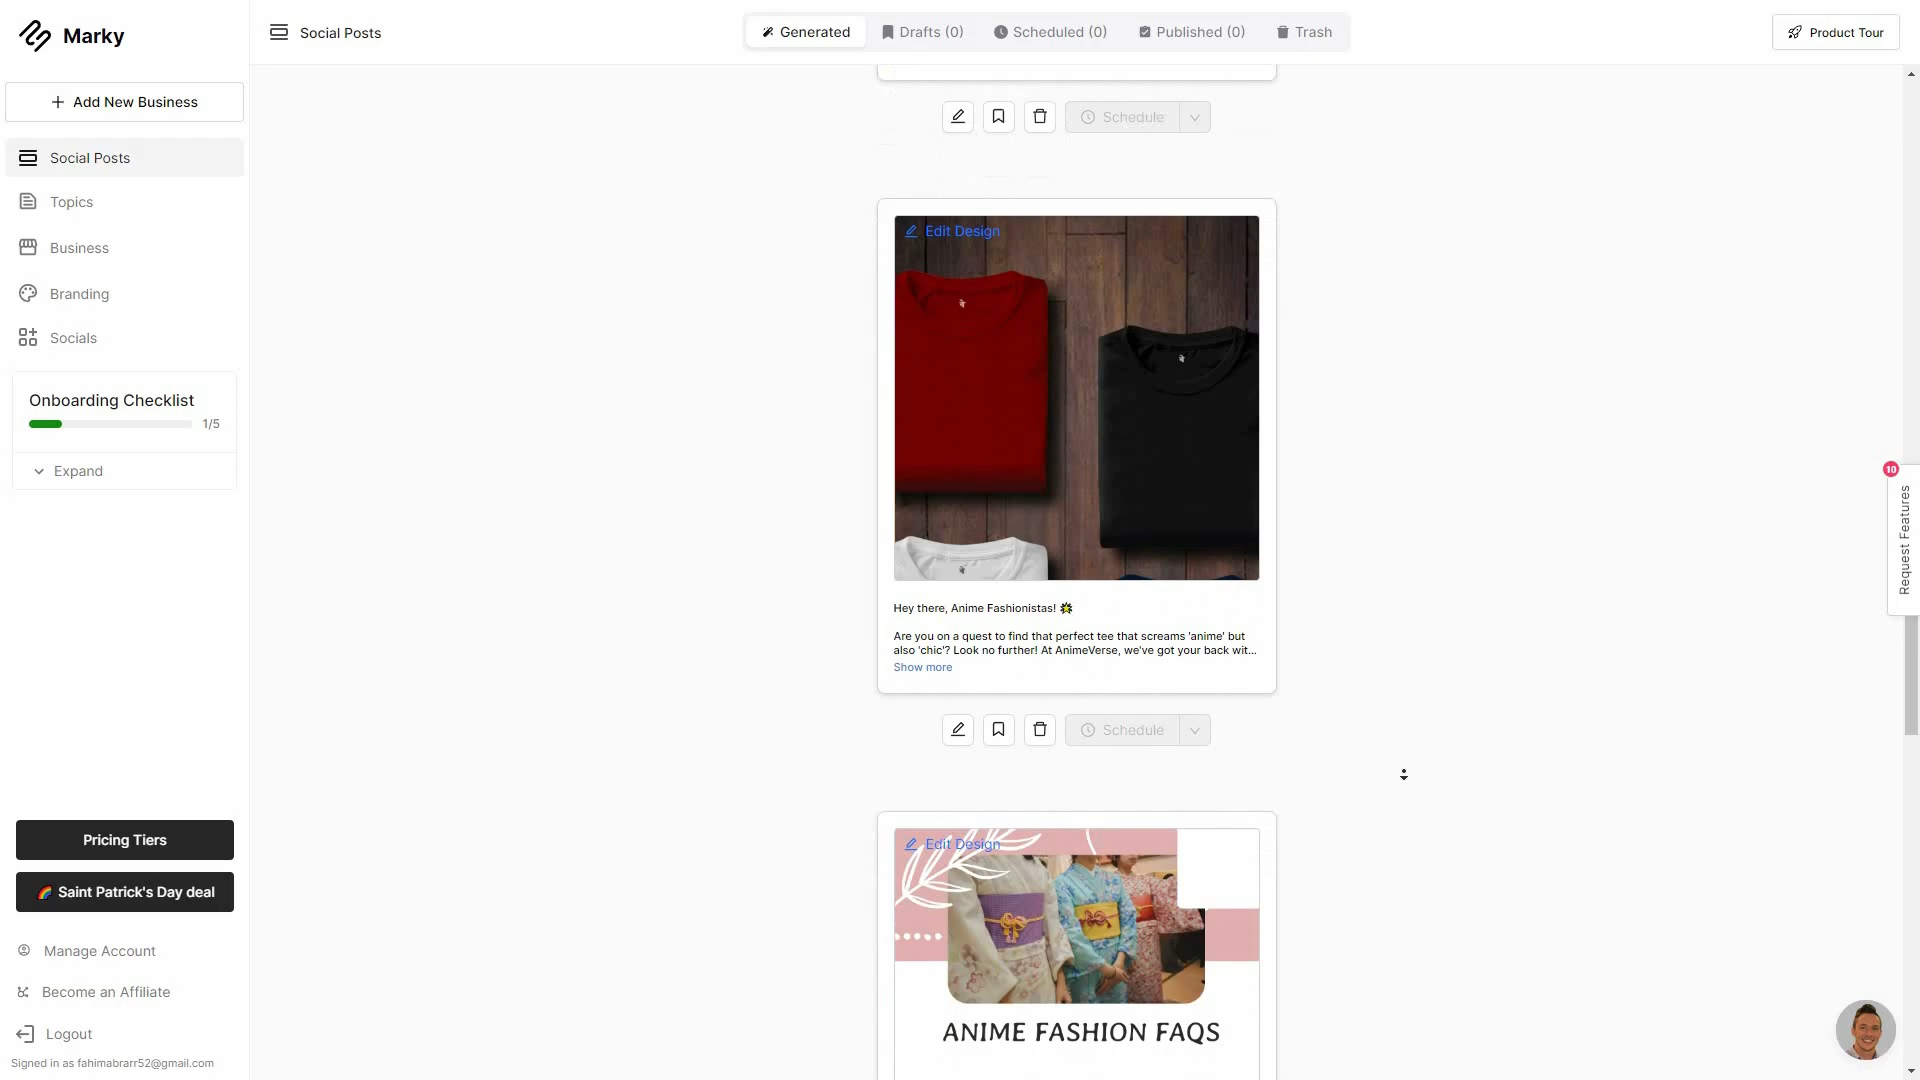 Marky
Social Posts
Generated
Drafts (0)
Scheduled (0)
Published (0)
Trash
Product Tour
Add New Business
Social Posts
Topics
Business
Branding
Socials
Onboarding Checklist
1/5
Expand
Pricing Tiers
Saint Patrick's Day deal
Manage Account
Become an Affiliate
Logout
Signed in as fahimabrarr52@gmail.com
Schedule
Edit Design
Hey there, Anime Fashionistas!
Are you on a quest to find that perfect tee that screams 'anime' but
also 'chic'? Look no further! At AnimeVerse, we've got your back wit...
Show more
Schedule
Edit Design
ANIME FASHION FAQS
10
Request Features